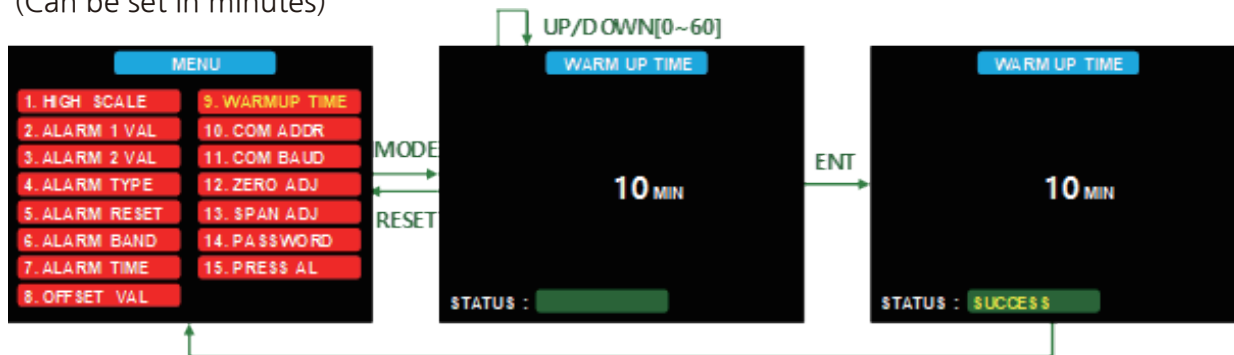 (Can be set in minutes)
UP/DOWN[0~60]
MENU
1. HIGH SCALE
2. ALARM 1 VAL
3. ALARM 2 VAL
4. ALARM TYPE
5. ALARM RESET
6. ALARM BAND
7. ALARM TIME
8. OFFSET VAL
9. WARMUP TIME
10. COM ADDR
11. COM BAUD
12. ZERO ADJ
13. SPAN ADJ
14. PASSWORD
15. PRESS AL
MODE
RESET
WARM UP TIME
10 MIN
STATUS :
ENT
WARM UP TIME
10 MIN
STATUS : SUCCESS